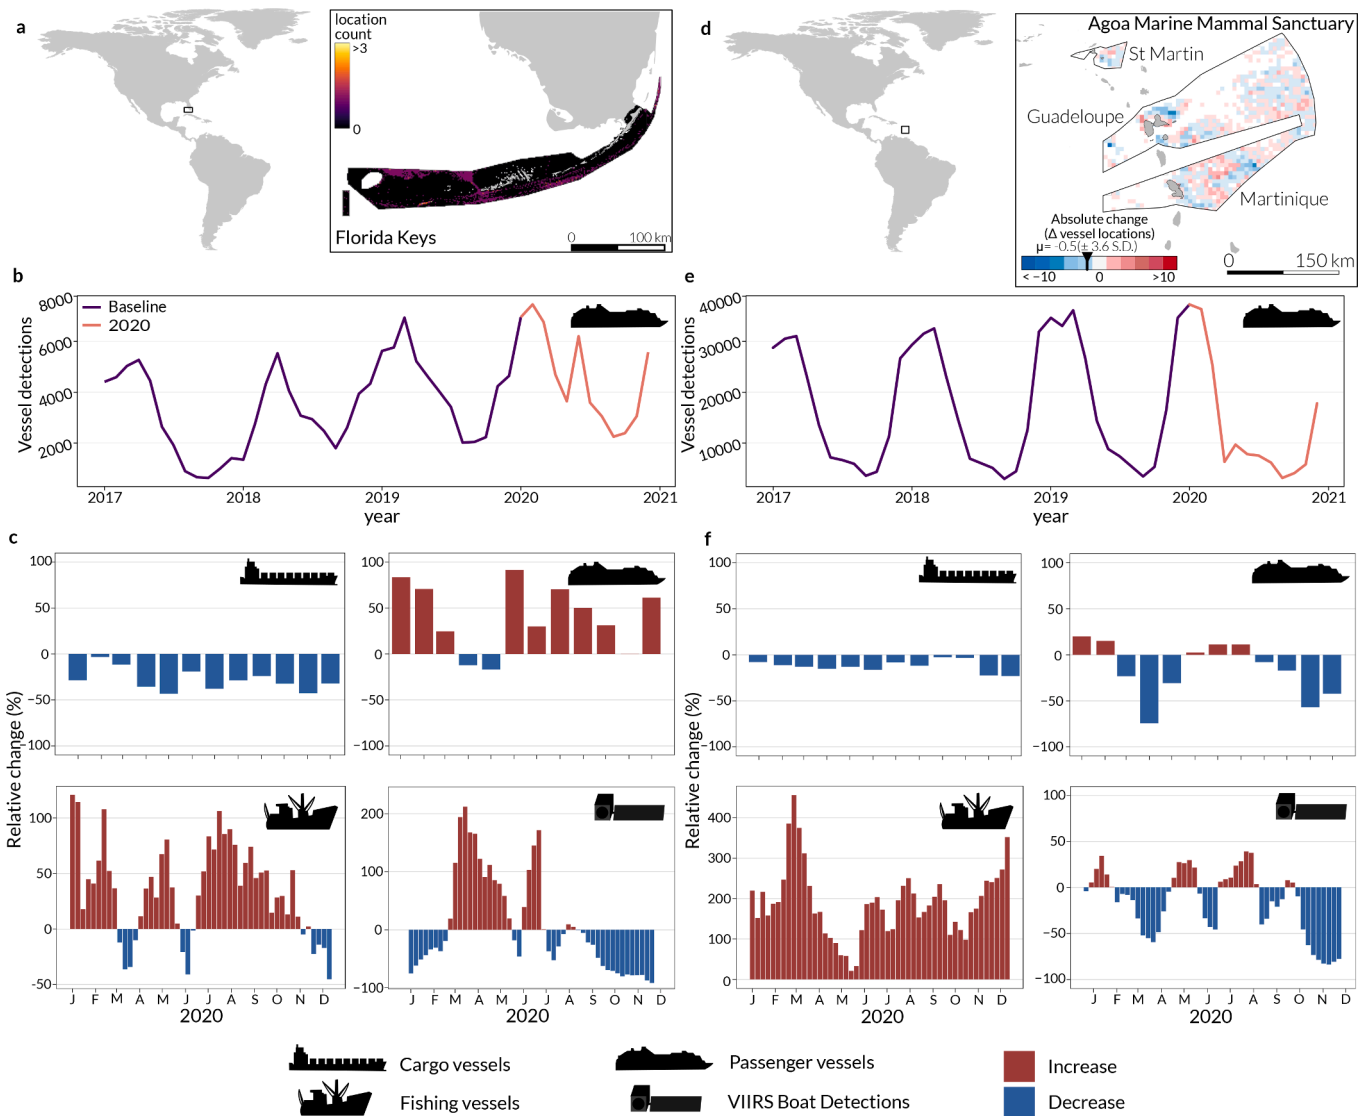 a
location
count
>3
0
Florida Keys
0
100 km
d
Agoa Marine Mammal Sanctuary
St Martin
Guadeloupe
Martinique
Absolute change
(Δ vessel locations)
μ= -0.5(± 3.6 S.D.)
< −10
0
>10
0
150 km
b
Vessel detections
8000
6000
4000
2000
Baseline
2020
2017
2018
2019
2020
2021
year
e
Vessel detections
40000
30000
20000
10000
2017
2018
2019
2020
2021
year
c
Relative change (%)
100
50
0
−50
−100
100
50
0
−50
−100
100
50
0
-50
J F M A M J J A S O N D
2020
200
100
0
−100
J F M A M J J A S O N D
2020
f
Relative change (%)
100
50
0
−50
−100
100
50
0
−50
−100
400
300
200
100
0
J F M A M J J A S O N D
2020
100
50
0
−50
−100
J F M A M J J A S O N D
2020
Cargo vessels
Passenger vessels
Increase
Fishing vessels
VIIRS Boat Detections
Decrease